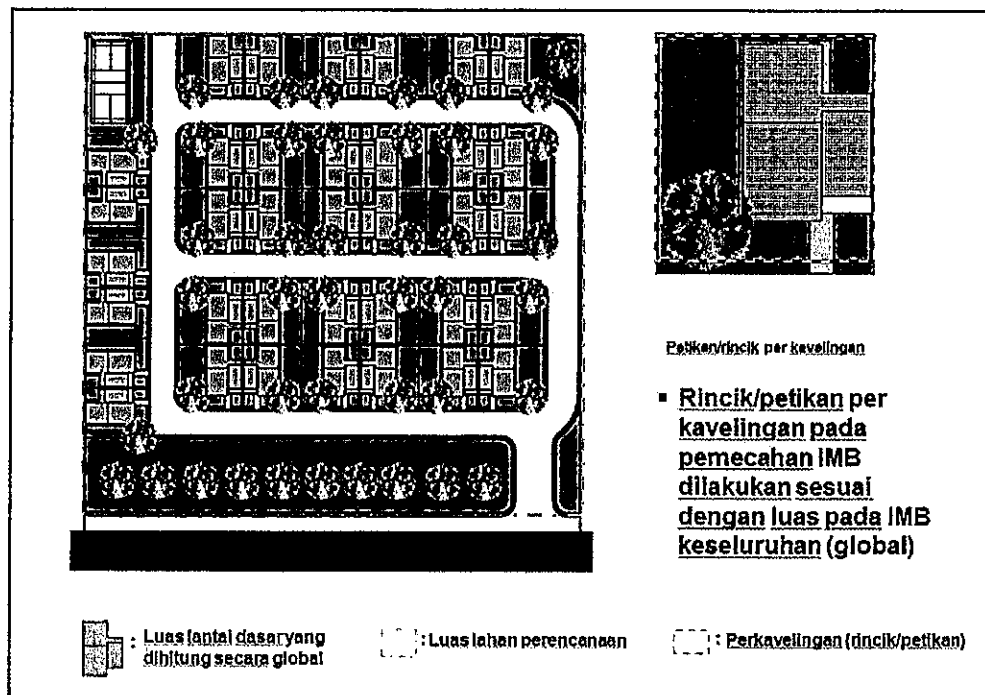 Petikan/rincik per kavelingan
▪ Rincik/petikan per
kavelingan pada
pemecahan IMB
dilakukan sesuai
dengan luas pada IMB
keseluruhan (global)
: Luas lantai dasar yang
dihitung secara global
: Luas lahan perencanaan
: Perkavelingan (rincik/petikan)